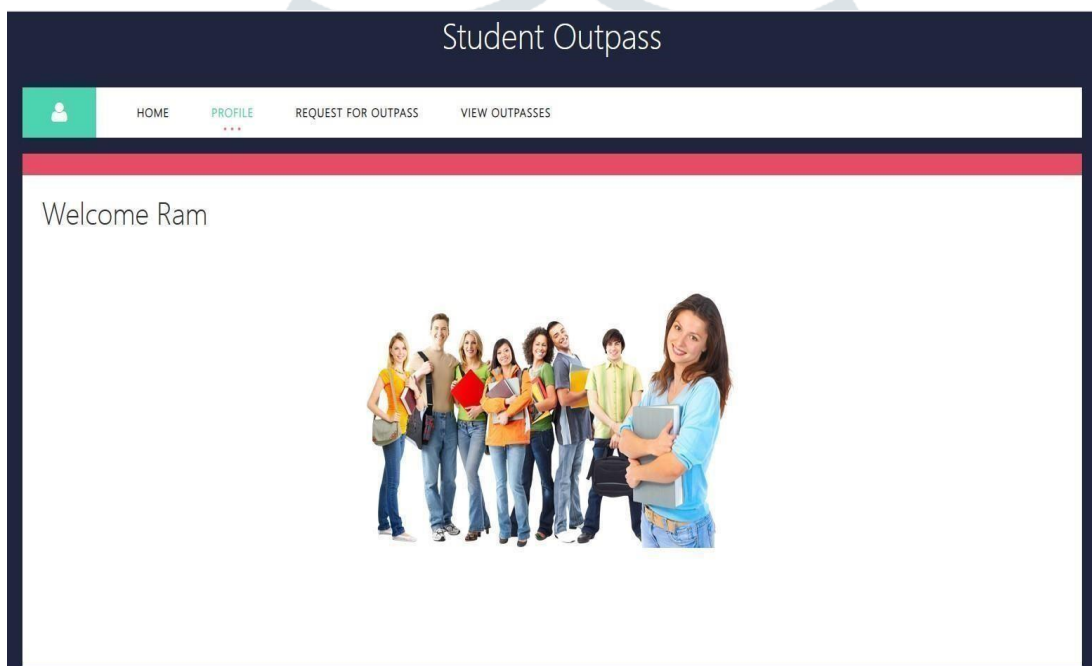 Student Outpass
HOME PROFILE REQUEST FOR OUTPASS VIEW OUTPASSES
Welcome Ram